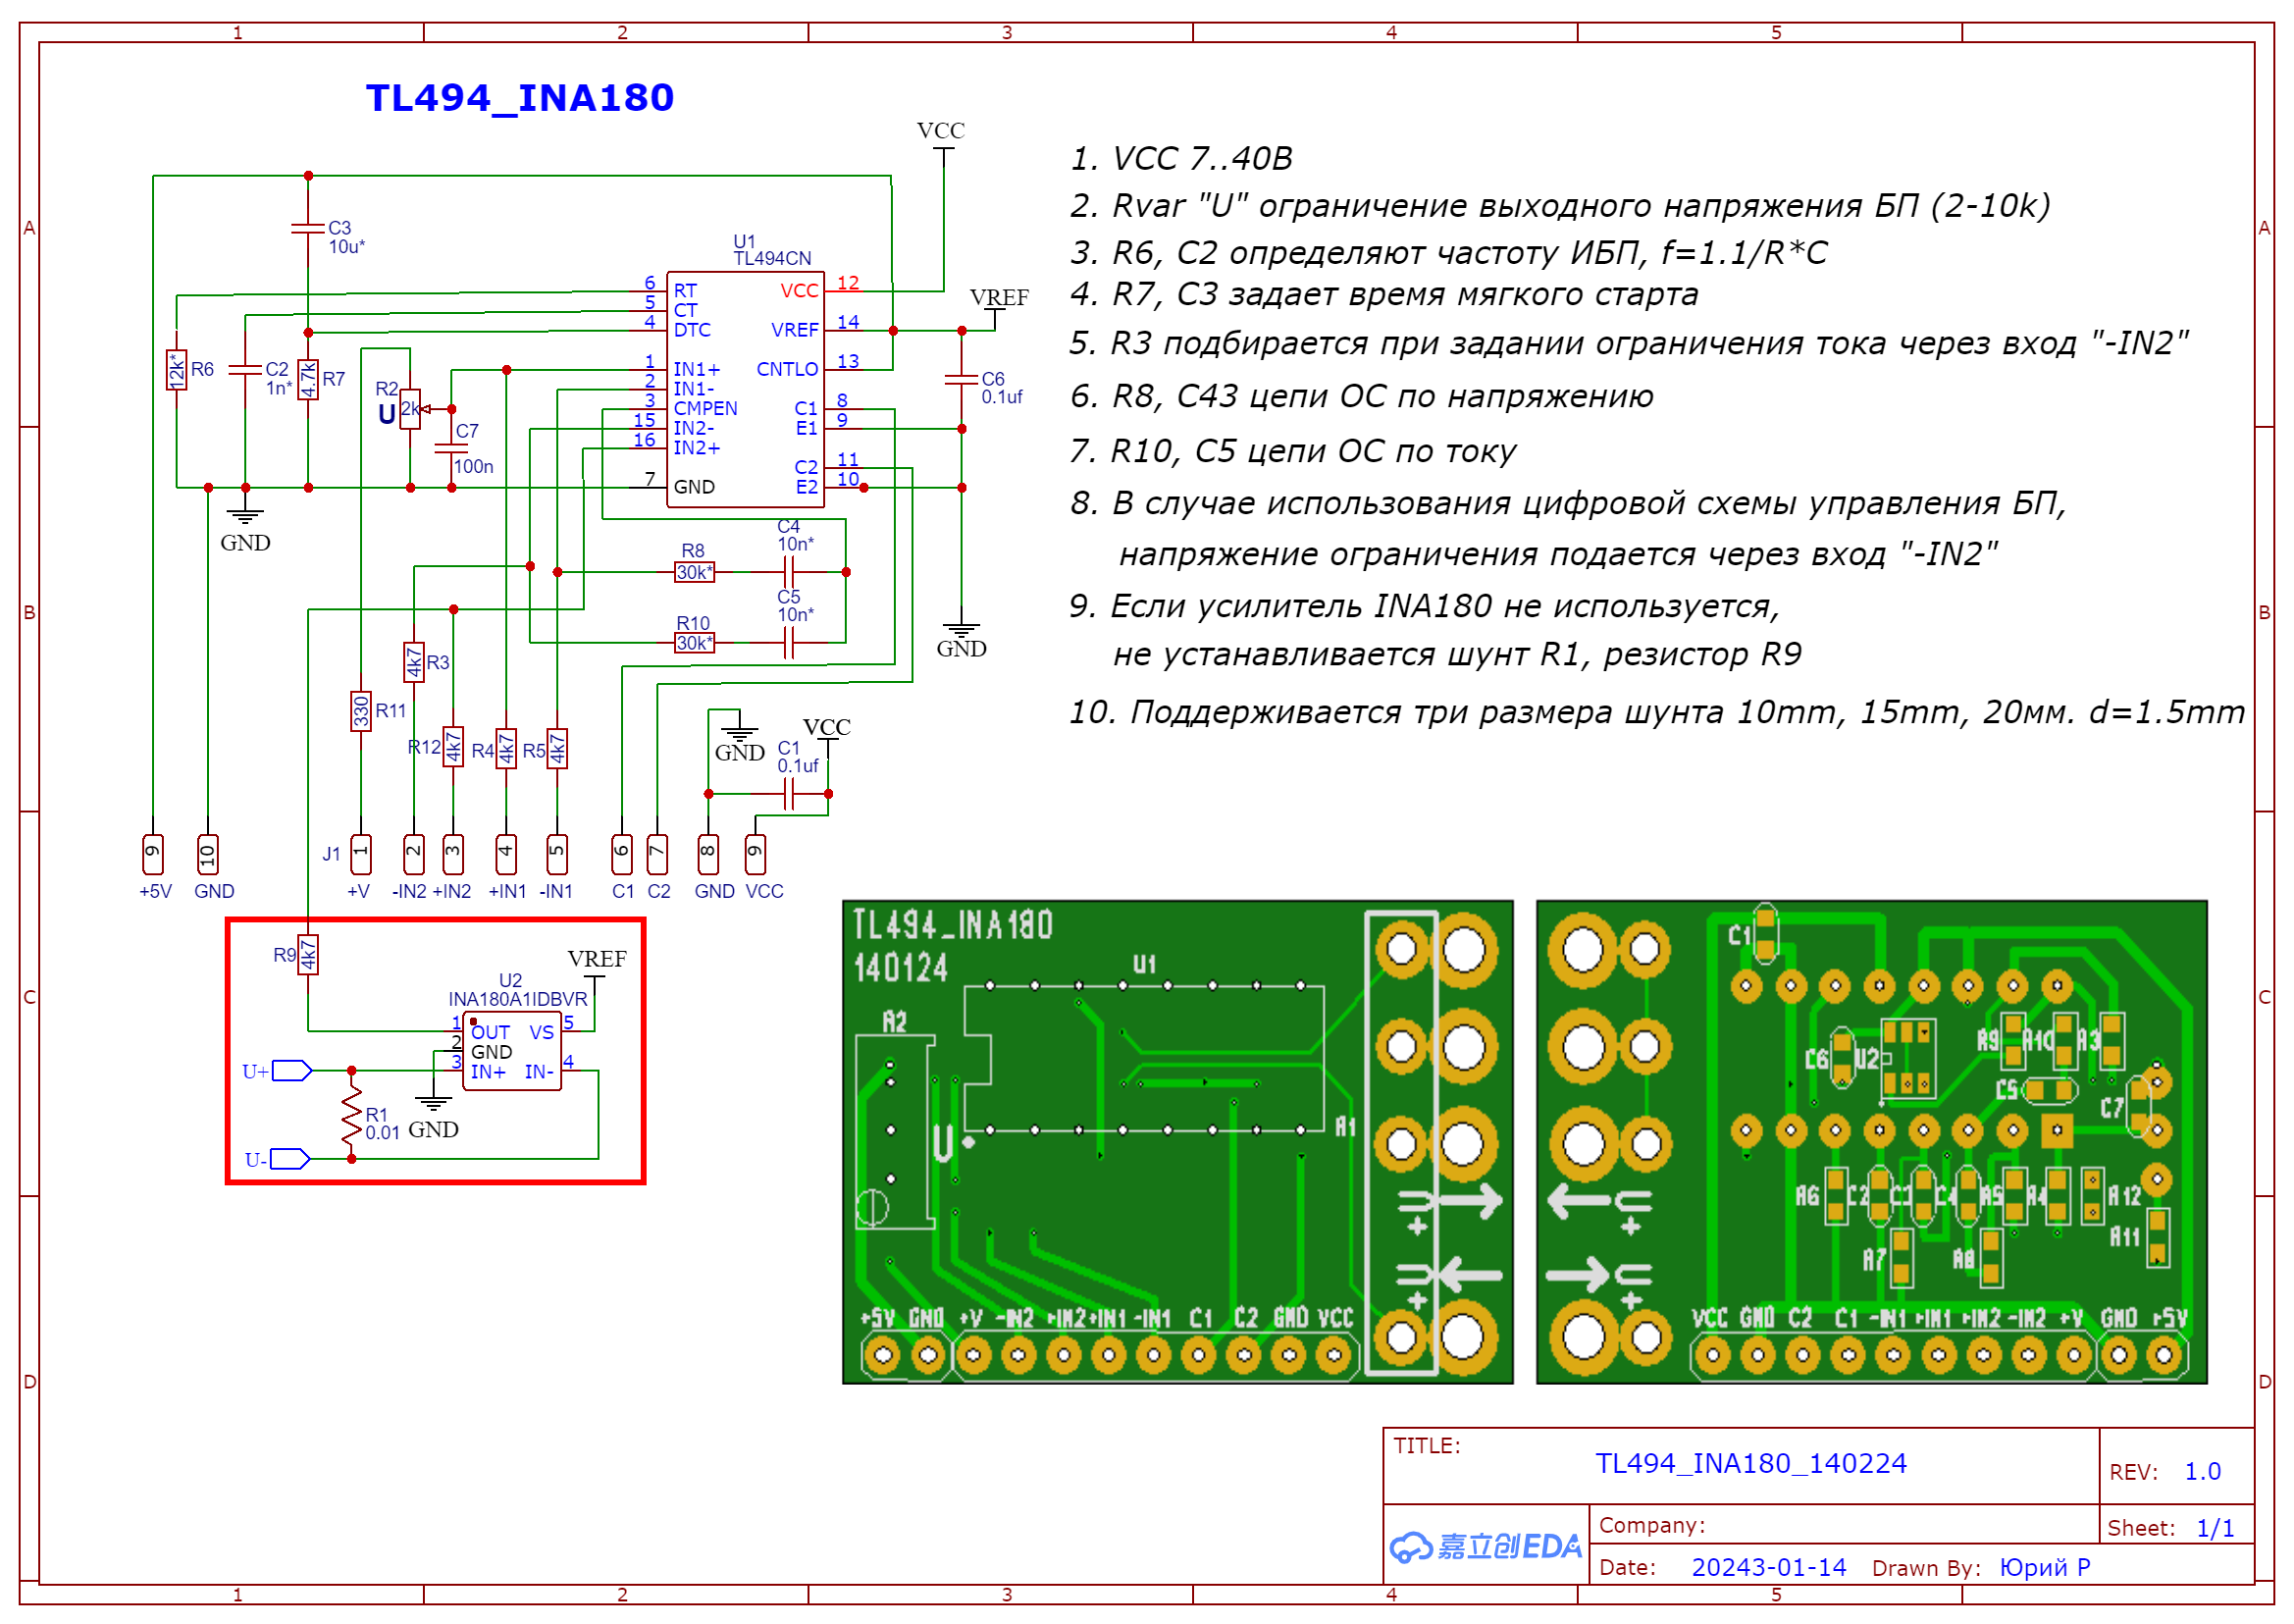 1 2 3 4 5
A A
B B
C C
D D
TL494_INA180
VCC
C3
10u*
U1
TL494CN
6 RT
5 CT
4 DTC
1 IN1+
2 IN1-
3 CMPEN
15 IN2-
16 IN2+
7 GND
VCC 12
VREF 14
CNTLO 13
C1 8
E1 9
C2 11
E2 10
VREF
C6
0.1uf
R6
12k*
C2
1n*
R7
4.7k
R2
2k
U
C7
100n
GND
C4
10n*
R8
30k*
C5
10n*
R10
30k*
GND
R3
4k7
R11
330
R12
4k7
R4
4k7
R5
4k7
GND
VCC
C1
0.1uf
9 10 J1 1 2 3 4 5 6 7 8 9
+5V GND +V -IN2 +IN2 +IN1 -IN1 C1 C2 GND VCC
R9
4k7
VREF
U2
INA180A1IDBVR
1 OUT VS 5
2 GND
3 IN+ IN- 4
U+
R1
0.01
GND
U-
1. VCC 7..40В
2. Rvar "U" ограничение выходного напряжения БП (2-10k)
3. R6, C2 определяют частоту ИБП, f=1.1/R*C
4. R7, C3 задает время мягкого старта
5. R3 подбирается при задании ограничения тока через вход "-IN2"
6. R8, C43 цепи ОС по напряжению
7. R10, C5 цепи ОС по току
8. В случае использования цифровой схемы управления БП,
напряжение ограничения подается через вход "-IN2"
9. Если усилитель INA180 не используется,
не устанавливается шунт R1, резистор R9
10. Поддерживается три размера шунта 10mm, 15mm, 20мм. d=1.5mm
TL494_INA180
140124
U1
R2
U
R1
U
+
U
+
+5V GND +V -IN2 +IN2 +IN1 -IN1 C1 C2 GND VCC
C1
C6 U2 R9 R10 R3
C5
C7
R6 C2 C3 C4 R5 R4 R12
R11
R7 R8
U
+
U
+
VCC GND C2 C1 -IN1 +IN1 +IN2 -IN2 +V GND +5V
TITLE:
TL494_INA180_140224
REV: 1.0
嘉立创EDA
Company:
Sheet: 1/1
Date: 20243-01-14 Drawn By: Юрий Р
1 2 3 4 5